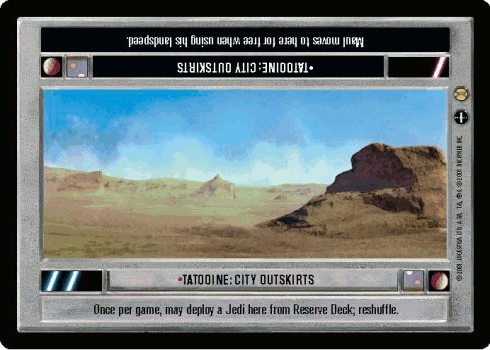 Maul moves to here for free when using his landspeed.
•TATOOINE: CITY OUTSKIRTS
•TATOOINE: CITY OUTSKIRTS
Once per game, may deploy a Jedi here from Reserve Deck; reshuffle.